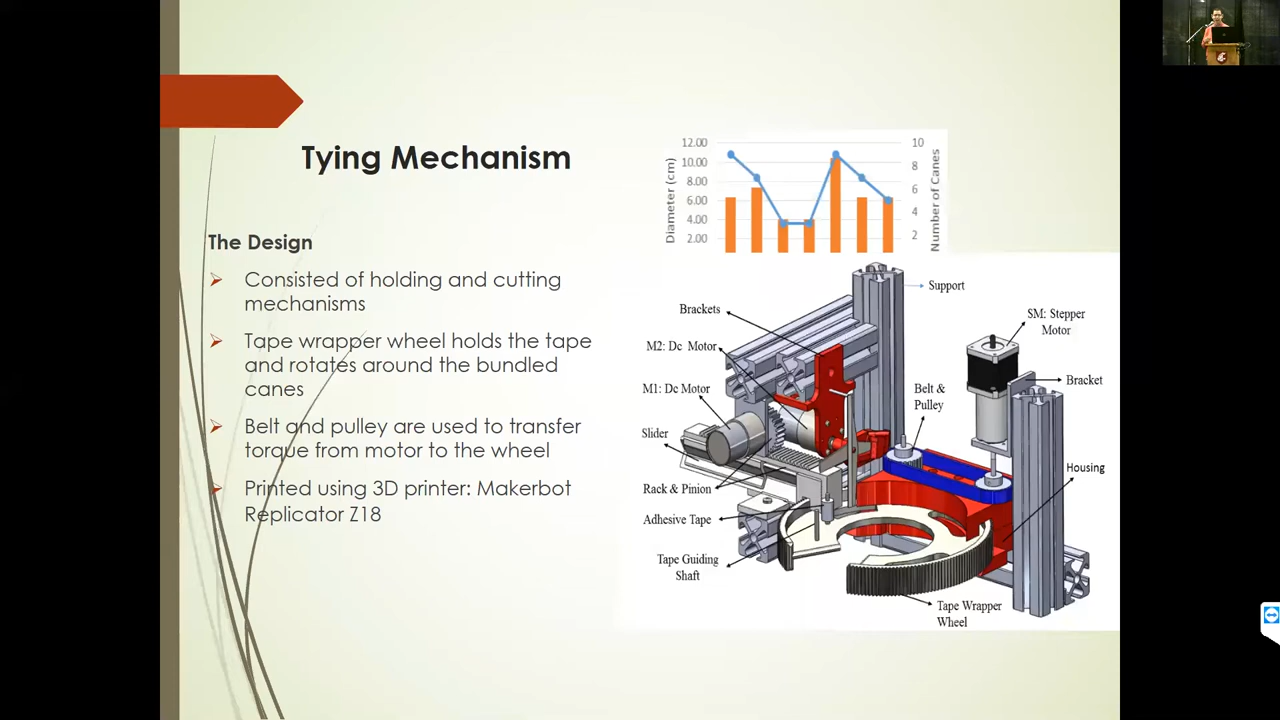 Tying Mechanism
The Design
Consisted of holding and cutting
mechanisms
Tape wrapper wheel holds the tape
and rotates around the bundled
canes
Belt and pulley are used to transfer
torque from motor to the wheel
Printed using 3D printer: Makerbot
Replicator Z18
12.00
10.00
8.00
6.00
4.00
2.00
Diameter (cm)
10
8
6
4
2
Number of Canes
Support
Brackets
SM: Stepper
Motor
M2: Dc Motor
Bracket
M1: Dc Motor
Belt &
Pulley
Slider
Housing
Rack & Pinion
Adhesive Tape
Tape Guiding
Shaft
Tape Wrapper
Wheel